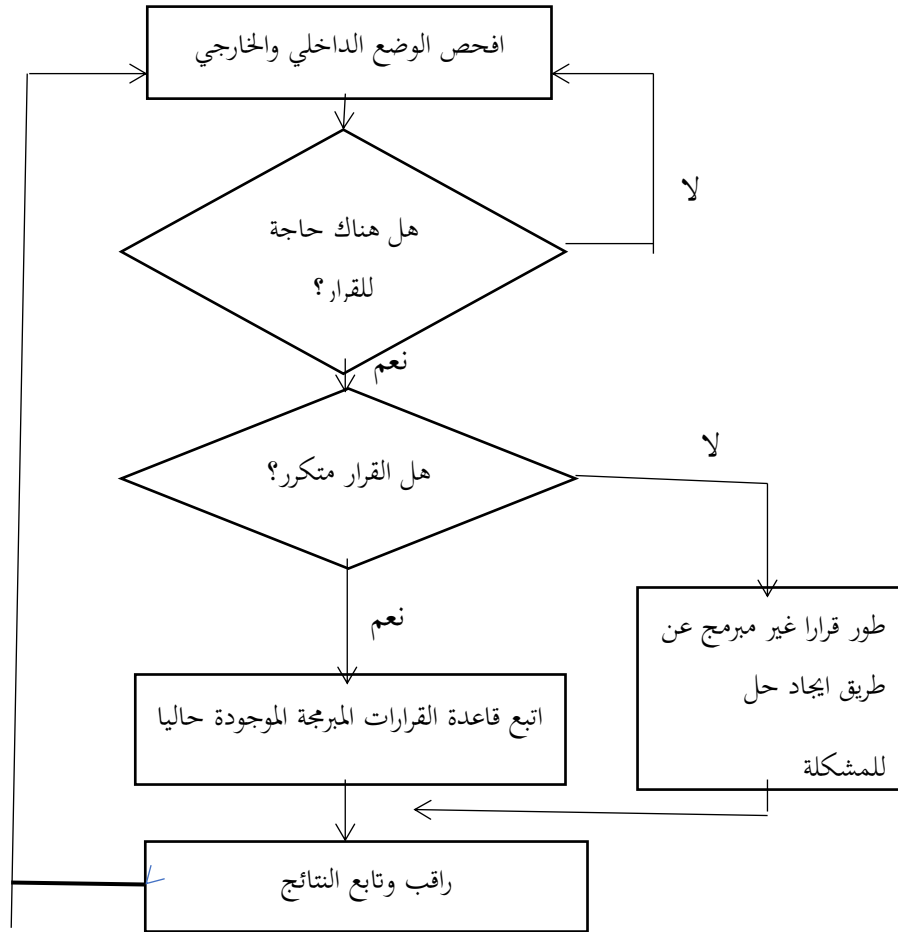 افحص الوضع الداخلي والخارجي
لا
هل هناك حاجة
للقرار؟
نعم
لا
هل القرار متكرر؟
نعم
طور قرارا غير مبرمج عن
طريق ايجاد حل
للمشكلة
اتبع قاعدة القرارات المبرمجة الموجودة حاليا
راقب وتابع النتائج